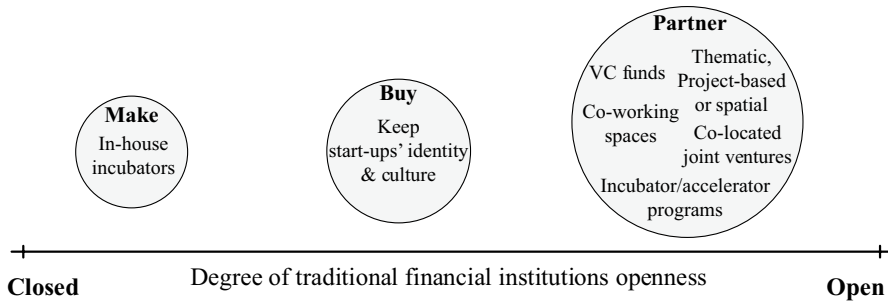 Make
In-house
incubators
Buy
Keep
start-ups’ identity
& culture
Partner
VC funds
Co-working
spaces
Thematic,
Project-based
or spatial
Co-located
joint ventures
Incubator/accelerator
programs
Closed
Degree of traditional financial institutions openness
Open